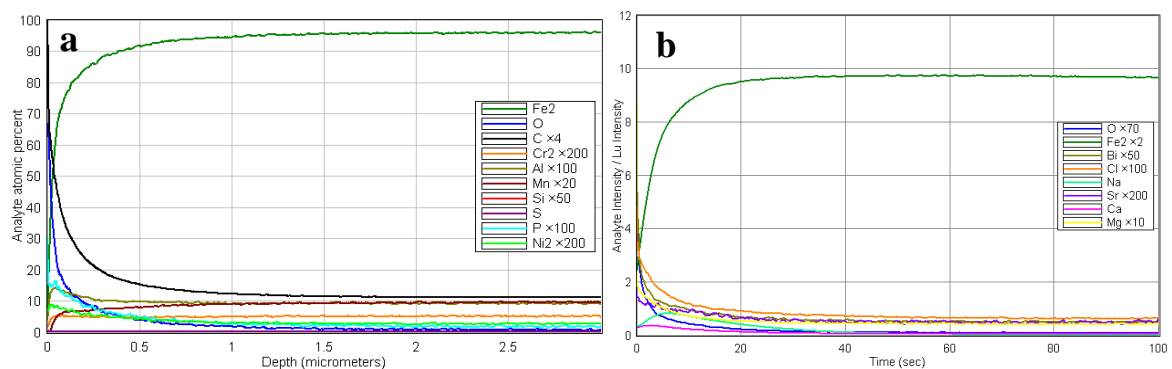 a
Analyte atomic percent
100
90
80
70
60
50
40
30
20
10
0
0 0.5 1 1.5 2 2.5
Depth (micrometers)
Fe2
O
C ×4
Cr2 ×200
Al ×100
Mn ×20
Si ×50
S
P ×100
Ni2 ×200
b
Analyte Intensity / Lu Intensity
12
10
8
6
4
2
0
0 20 40 60 80 100
Time (sec)
O ×70
Fe2 ×2
Bi ×50
Cl ×100
Na
Sr ×200
Ca
Mg ×10